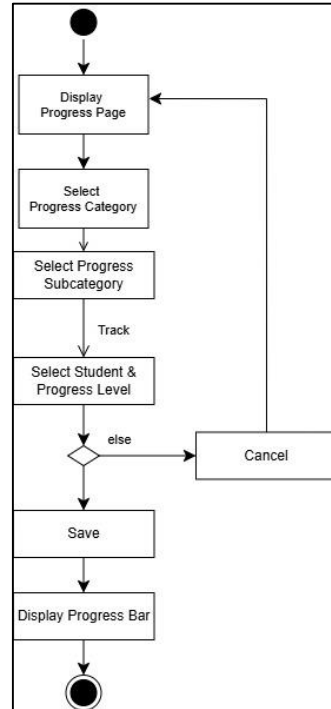 Display
Progress Page
Select
Progress Category
Select Progress
Subcategory
Track
Select Student &
Progress Level
else
Cancel
Save
Display Progress Bar